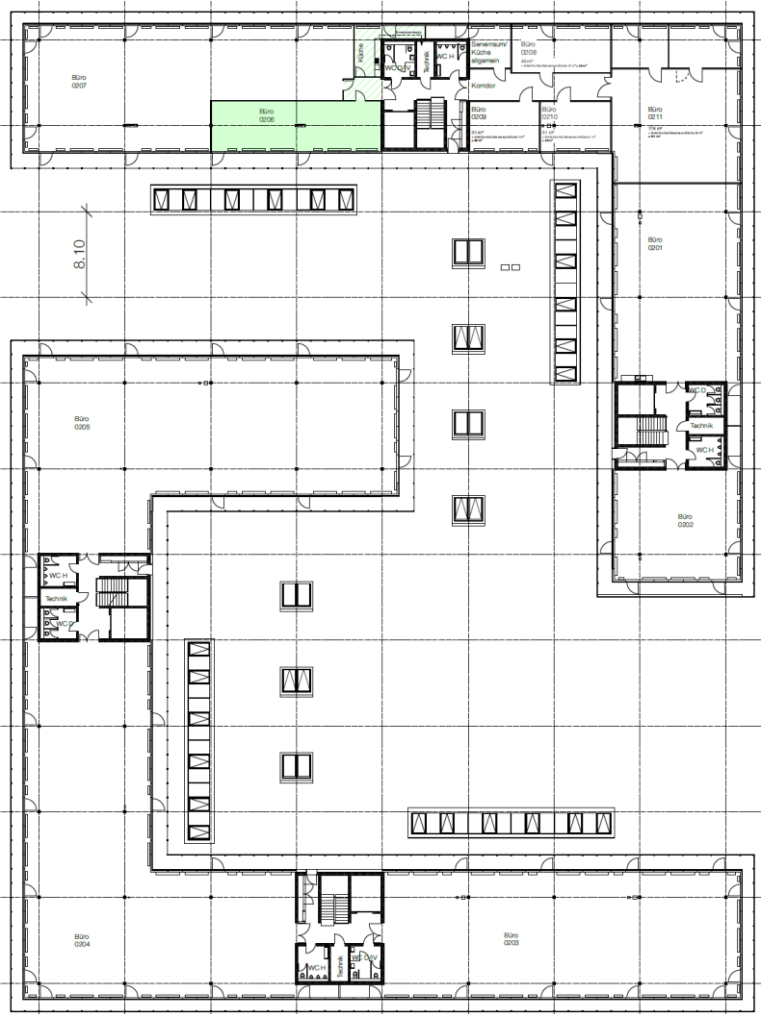 Küche
WC D/IV
Technik
WC H
Serverraum/
Küche
allgemein
Büro
0208
Büro
0207
Korridor
Büro
0206
Büro
0209
Büro
0210
Büro
0211
8.10
Büro
0201
WC D
Technik
WC H
Büro
0205
Büro
0202
WC H
Technik
WC D
Büro
0204
WC H
Technik
WC D/IV
Büro
0203